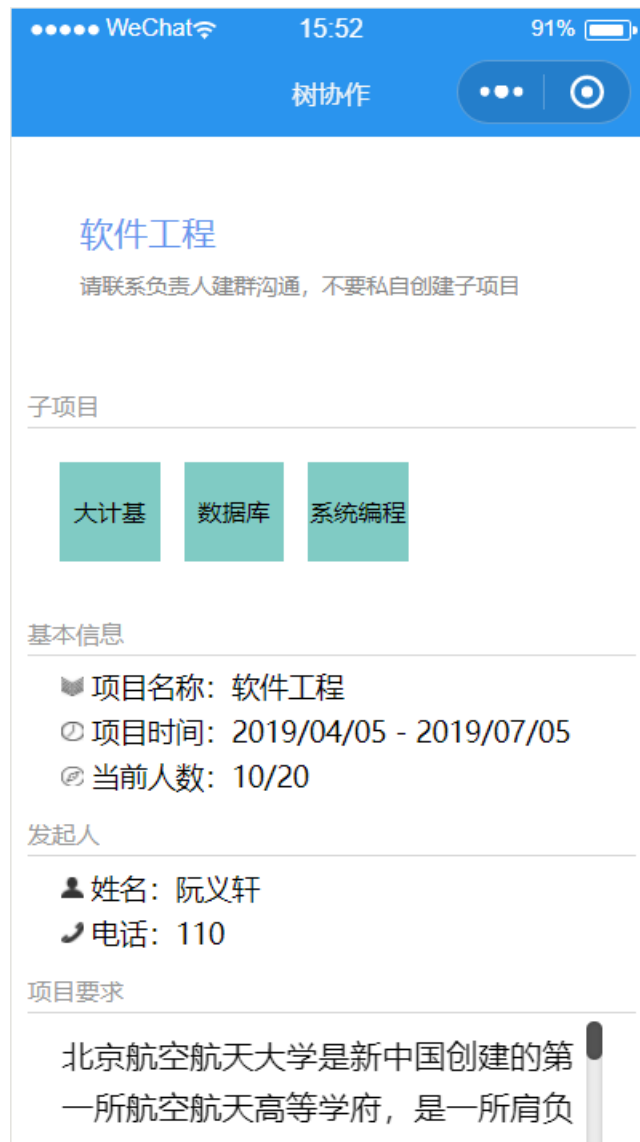 WeChat 15:52 91%
树协作
软件工程
请联系负责人建群沟通，不要私自创建子项目
子项目
大计基 数据库 系统编程
基本信息
项目名称：软件工程
项目时间：2019/04/05 - 2019/07/05
当前人数：10/20
发起人
姓名：阮义轩
电话：110
项目要求
北京航空航天大学是新中国创建的第
一所航空航天高等学府，是一所肩负